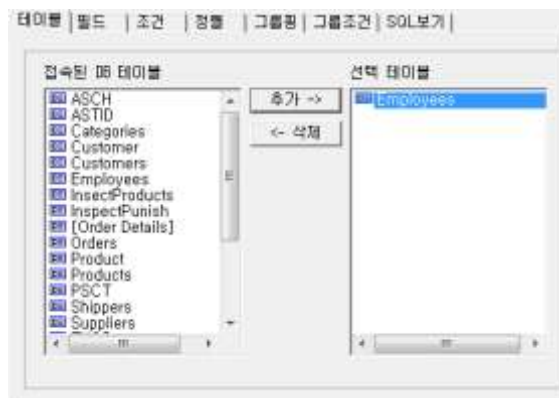 테이블 필드 조건 정렬 그룹핑 그룹조건 SQL보기
접속된 DB 테이블
선택 테이블
ASCH
ASTID
Categories
Customer
Customers
Employees
InsectProducts
InspectPunish
[Order Details]
Orders
Product
Products
PSCT
Shippers
Suppliers
추가 ->
<- 삭제
Employees